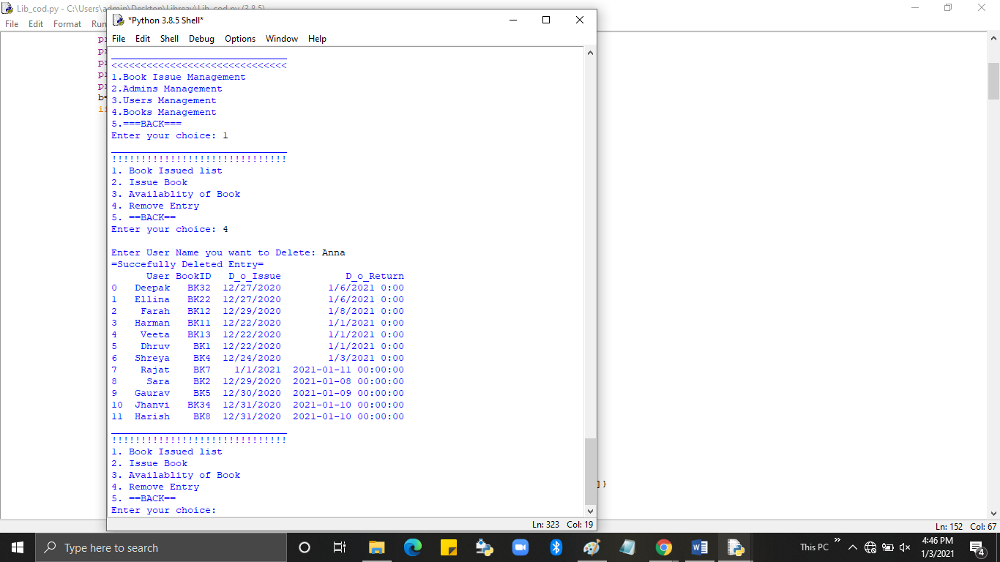 Lib_cod.py - C:\Users\admin\Desktop\Library\Lib_cod.py (3.8.5)
File Edit Format Run
*Python 3.8.5 Shell*
File Edit Shell Debug Options Window Help
______________________________
<<<<<<<<<<<<<<<<<<<<<<<<<<<<<<
1.Book Issue Management
2.Admins Management
3.Users Management
4.Books Management
5.===BACK===
Enter your choice: 1
______________________________
!!!!!!!!!!!!!!!!!!!!!!!!!!!!!!
1. Book Issued list
2. Issue Book
3. Availablity of Book
4. Remove Entry
5. ==BACK==
Enter your choice: 4
Enter User Name you want to Delete: Anna
=Succefully Deleted Entry=
User BookID D_o_Issue D_o_Return
0 Deepak BK32 12/27/2020 1/6/2021 0:00
1 Ellina BK22 12/27/2020 1/6/2021 0:00
2 Farah BK12 12/29/2020 1/8/2021 0:00
3 Harman BK11 12/22/2020 1/1/2021 0:00
4 Veeta BK13 12/22/2020 1/1/2021 0:00
5 Dhruv BK1 12/22/2020 1/1/2021 0:00
6 Shreya BK4 12/24/2020 1/3/2021 0:00
7 Rajat BK7 1/1/2021 2021-01-11 00:00:00
8 Sara BK2 12/29/2020 2021-01-08 00:00:00
9 Gaurav BK5 12/30/2020 2021-01-09 00:00:00
10 Jhanvi BK34 12/31/2020 2021-01-10 00:00:00
11 Harish BK8 12/31/2020 2021-01-10 00:00:00
______________________________
!!!!!!!!!!!!!!!!!!!!!!!!!!!!!!
1. Book Issued list
2. Issue Book
3. Availablity of Book
4. Remove Entry
5. ==BACK==
Enter your choice:
Ln: 323 Col: 19
pr
pr
pr
pr
pr
b=
if
]}
Ln: 152 Col: 67
Type here to search
This PC
4:46 PM
1/3/2021
4